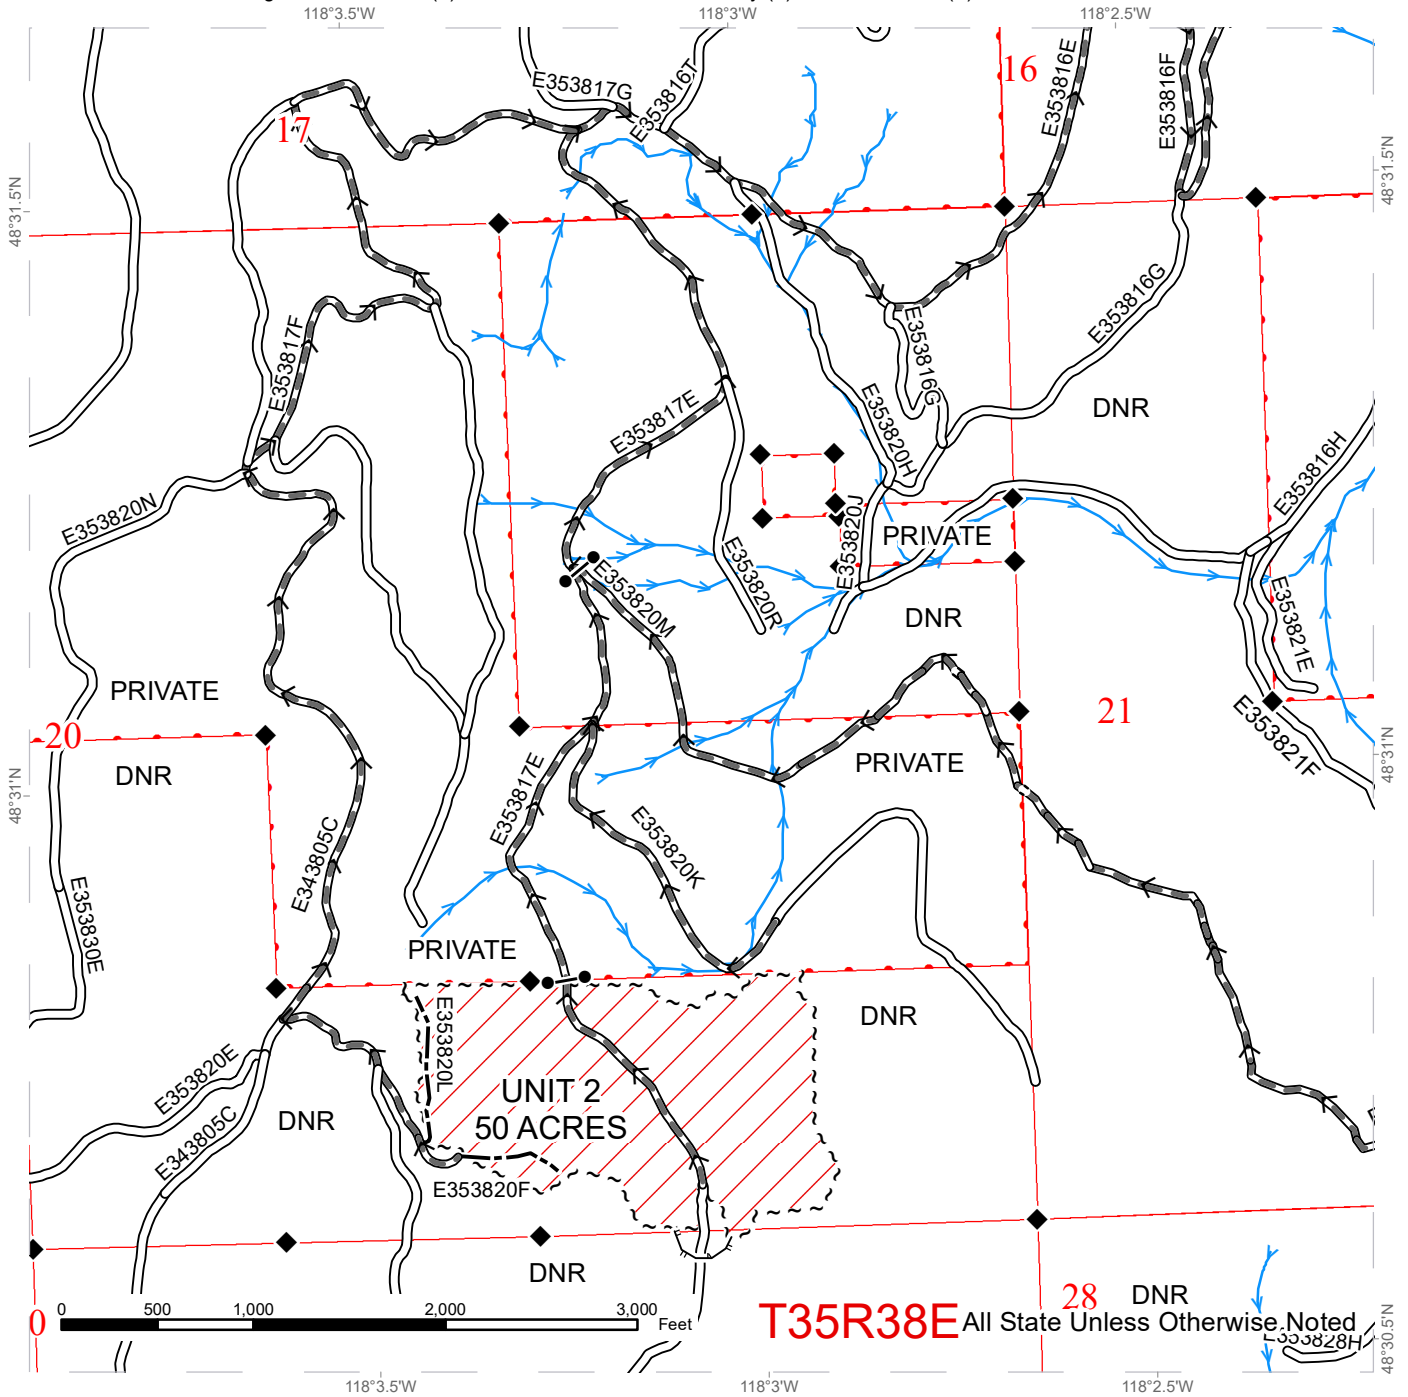 118°3.5'W
118°3'W
118°2.5'W
16
E353817G
E353816T
E353816E
E353816F
17
48°31.5'N
48°31.5'N
E353816G
E353817F
E353816G
E353817E
E353820H
DNR
E353816H
E353820N
E353820J
PRIVATE
E353820M
E353820R
E353821E
DNR
PRIVATE
20
21
E353821F
DNR
PRIVATE
48°31'N
48°31'N
E353817E
E343805C
E353820K
E353830E
PRIVATE
DNR
E353820L
E353820E
UNIT 2
50 ACRES
DNR
E343805C
E353820F
DNR
28
DNR
0
0
500
1,000
2,000
3,000
Feet
T35R38E
All State Unless Otherwise Noted
E353828H
48°30.5'N
118°3.5'W
118°3'W
118°2.5'W